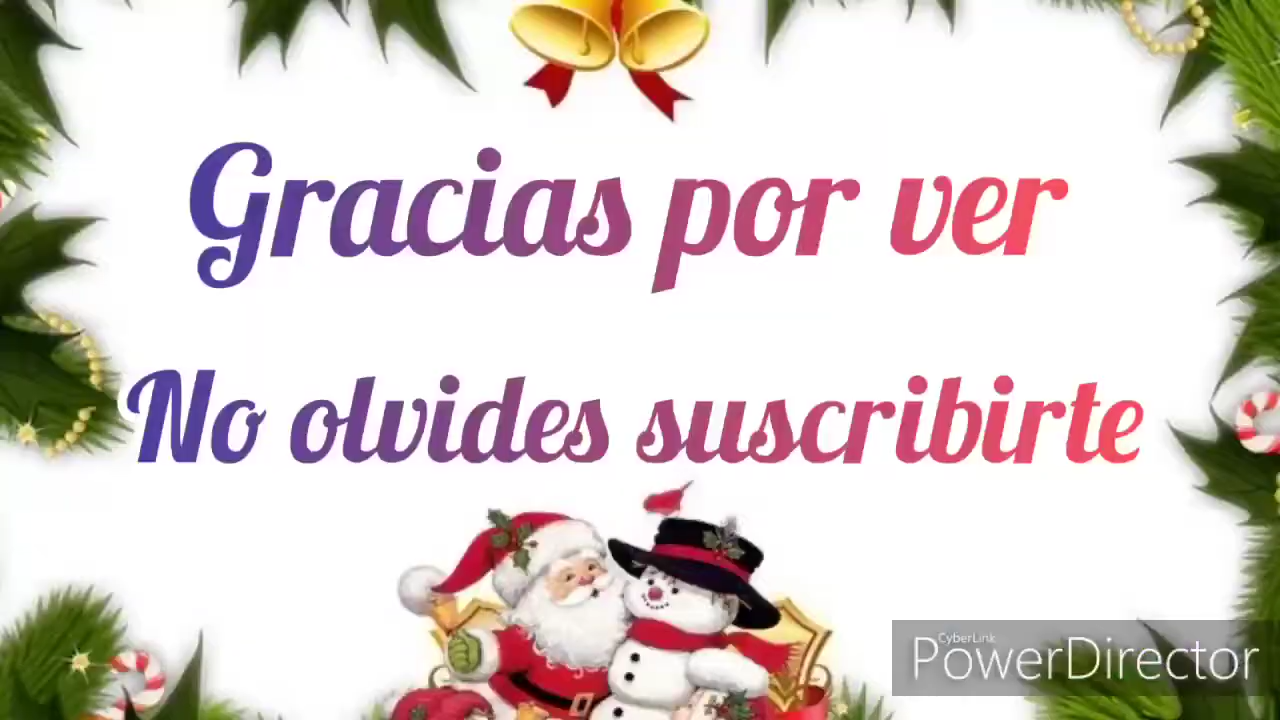 Gracias por ver
No olvides suscribirte
CyberLink
PowerDirector